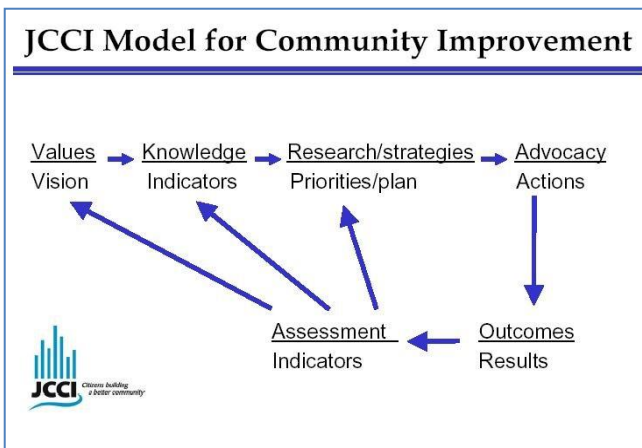 JCCI Model for Community Improvement
Values Knowledge Research/strategies Advocacy
Vision Indicators Priorities/plan Actions
Assessment Outcomes
Indicators Results
JCCI
Citizens building
a better community